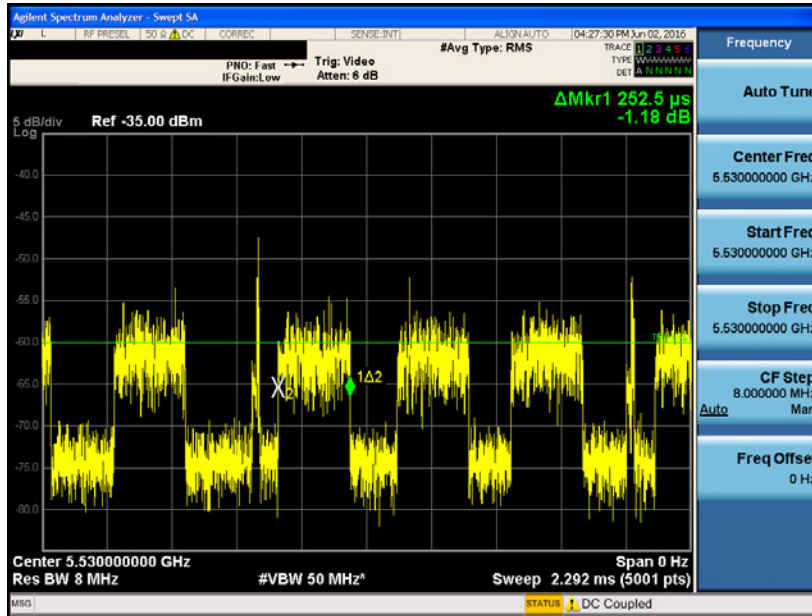 Agilent Spectrum Analyzer - Swept SA
LXI L RF PRESEL 50 Ω DC CORREC SENSE:INT ALIGN AUTO 04:27:30 PM Jun 02, 2016
#Avg Type: RMS TRACE 1 2 3 4 5 6
PNO: Fast Trig: Video TYPE WWWWWW
IFGain:Low Atten: 6 dB DET A N N N N N
ΔMkr1 252.5 µs
-1.18 dB
5 dB/div Ref -35.00 dBm
Log
-40.0
-45.0
-50.0
-55.0
-60.0
-65.0
-70.0
-75.0
-80.0
X2
1Δ2
Center 5.530000000 GHz Span 0 Hz
Res BW 8 MHz #VBW 50 MHz* Sweep 2.292 ms (5001 pts)
MSG STATUS DC Coupled
Frequency
Auto Tune
Center Freq
5.530000000 GHz
Start Freq
5.530000000 GHz
Stop Freq
5.530000000 GHz
CF Step
8.000000 MHz
Auto Man
Freq Offset
0 Hz